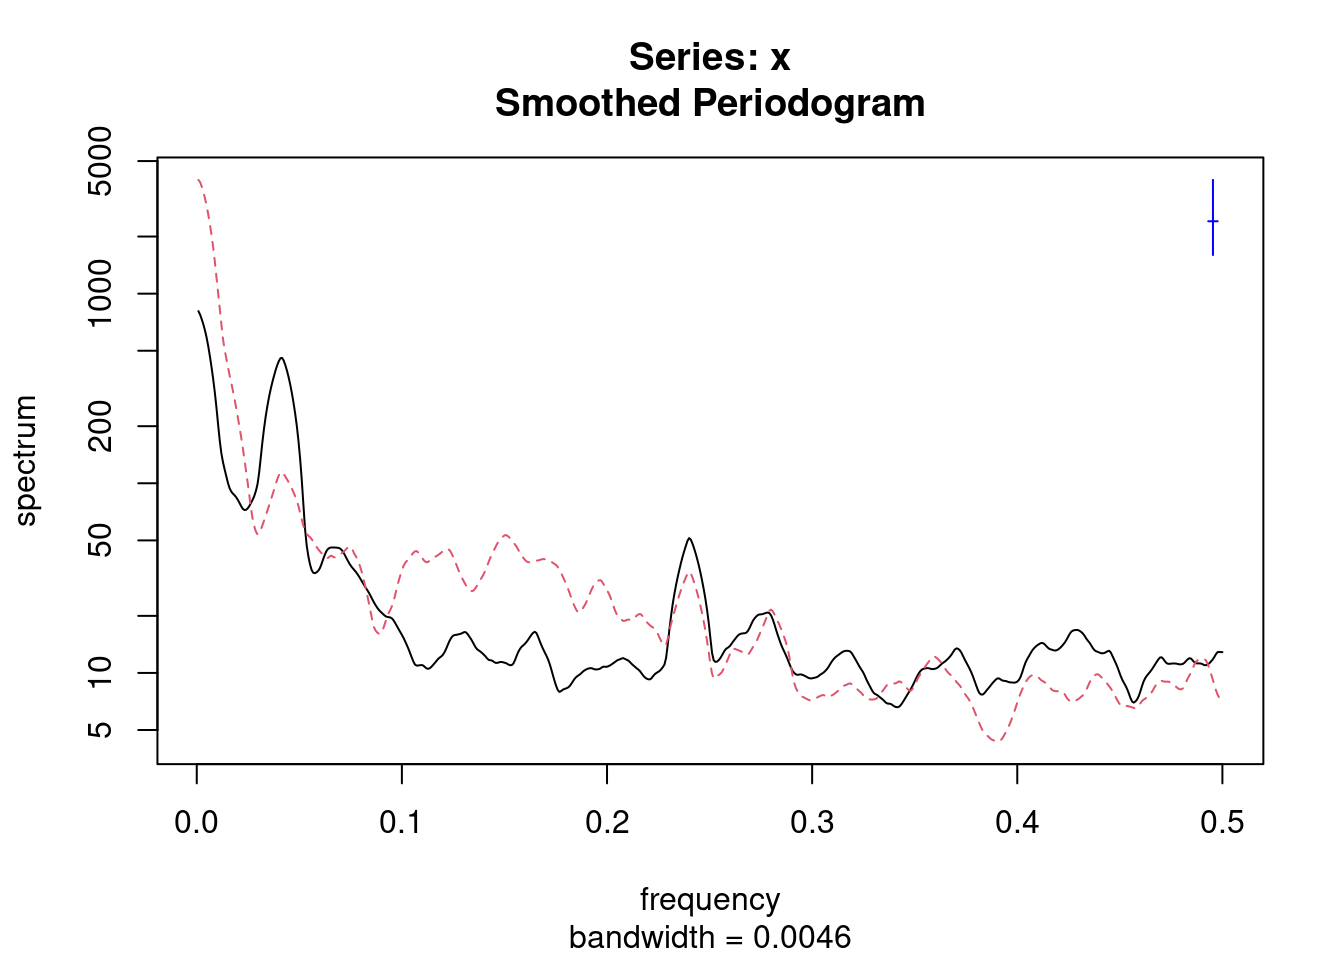 Series: x
Smoothed Periodogram
spectrum
5000
1000
200
50
10
5
0.0 0.1 0.2 0.3 0.4 0.5
frequency
bandwidth = 0.0046